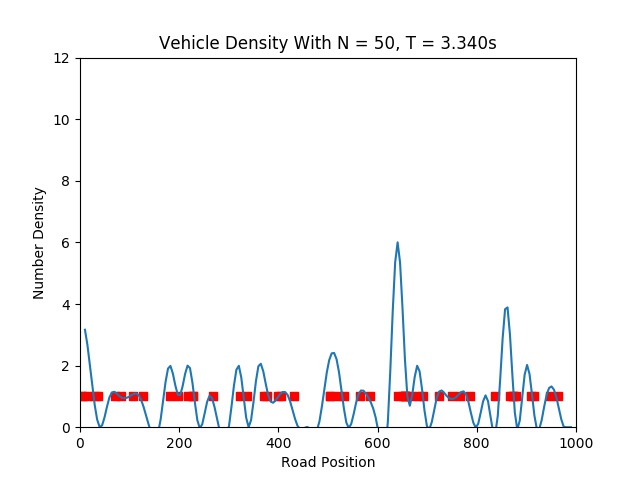 Vehicle Density With N = 50, T = 3.340s
12
10
8
6
4
2
0
Number Density
0 200 400 600 800 1000
Road Position